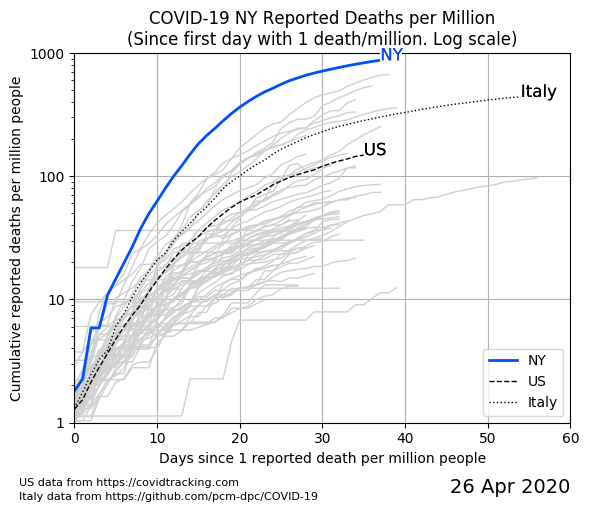 COVID-19 NY Reported Deaths per Million
(Since first day with 1 death/million. Log scale)
1000
100
10
1
Cumulative reported deaths per million people
NY
Italy
US
NY
US
Italy
0 10 20 30 40 50 60
Days since 1 reported death per million people
US data from https://covidtracking.com
Italy data from https://github.com/pcm-dpc/COVID-19
26 Apr 2020